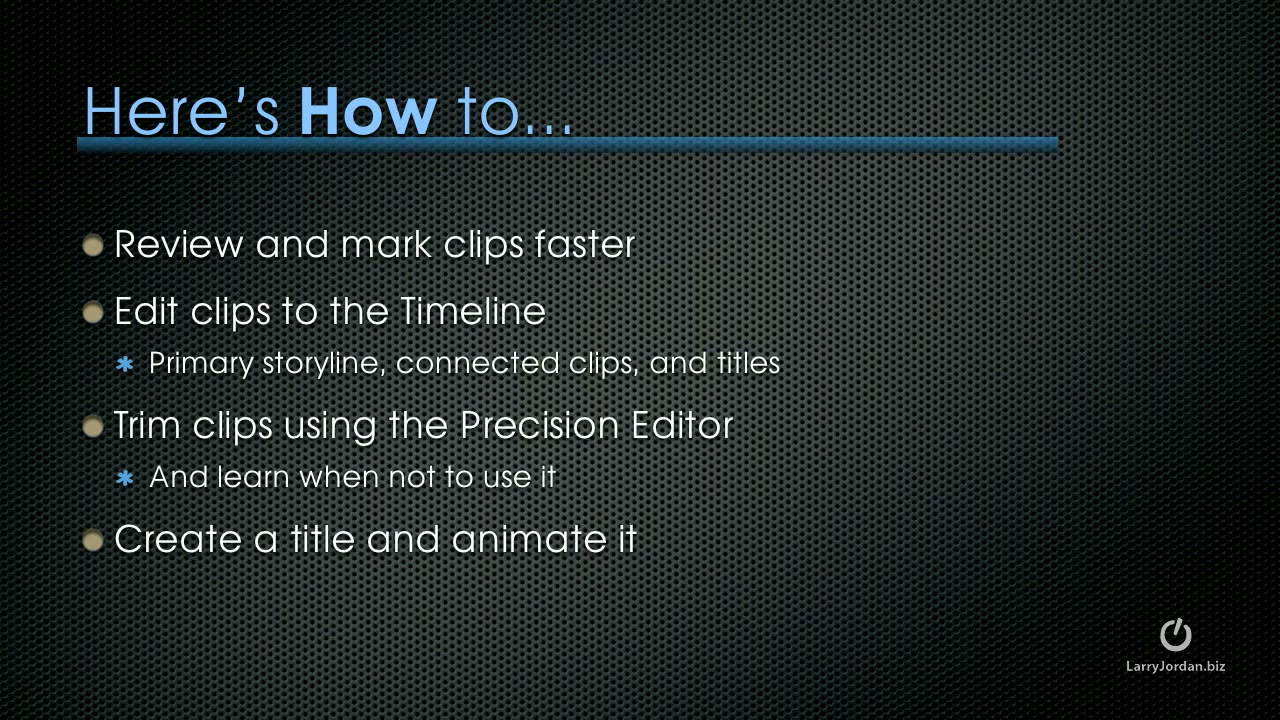 Here’s How to...
Review and mark clips faster
Edit clips to the Timeline
Primary storyline, connected clips, and titles
Trim clips using the Precision Editor
And learn when not to use it
Create a title and animate it
LarryJordan.biz